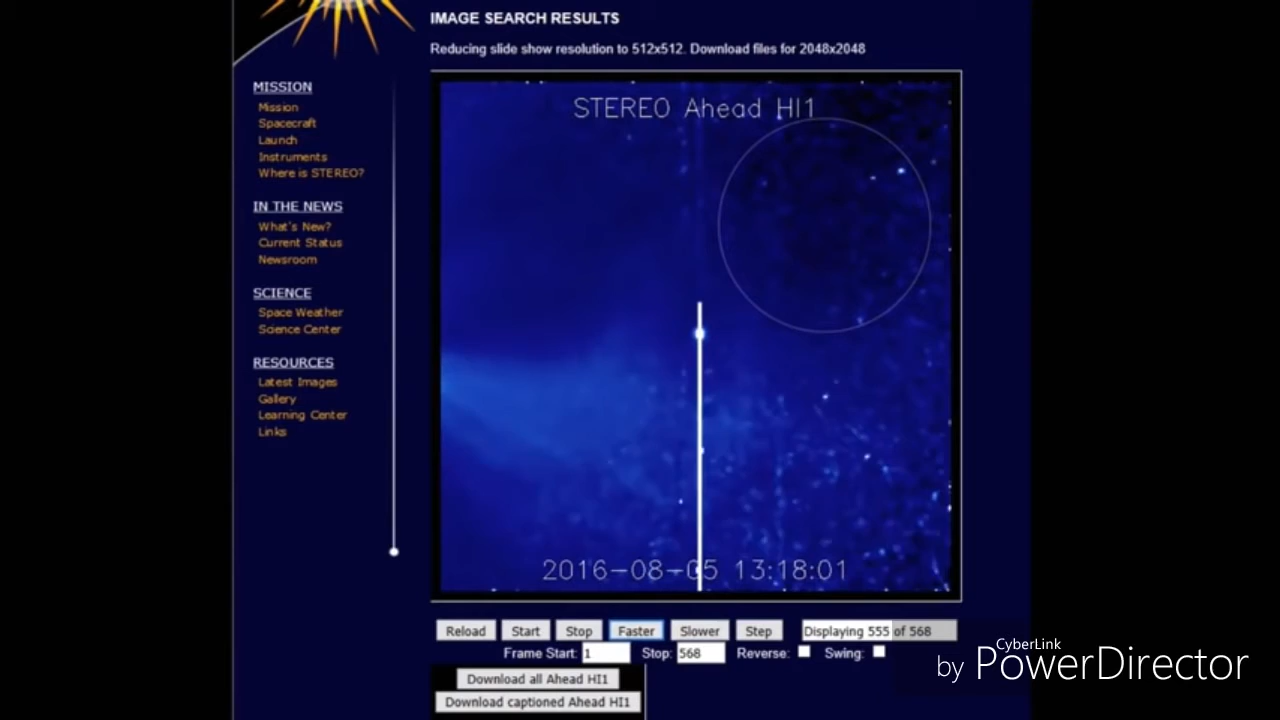 IMAGE SEARCH RESULTS
Reducing slide show resolution to 512x512. Download files for 2048x2048
MISSION
Mission
Spacecraft
Launch
Instruments
Where is STEREO?
IN THE NEWS
What's New?
Current Status
Newsroom
SCIENCE
Space Weather
Science Center
RESOURCES
Latest Images
Gallery
Learning Center
Links
STEREO Ahead HI1
2016-08-05 13:18:01
Reload Start Stop Faster Slower Step Displaying 555 of 568
Frame Start: 1 Stop: 568 Reverse: Swing:
Download all Ahead HI1
Download captioned Ahead HI1
CyberLink
by PowerDirector